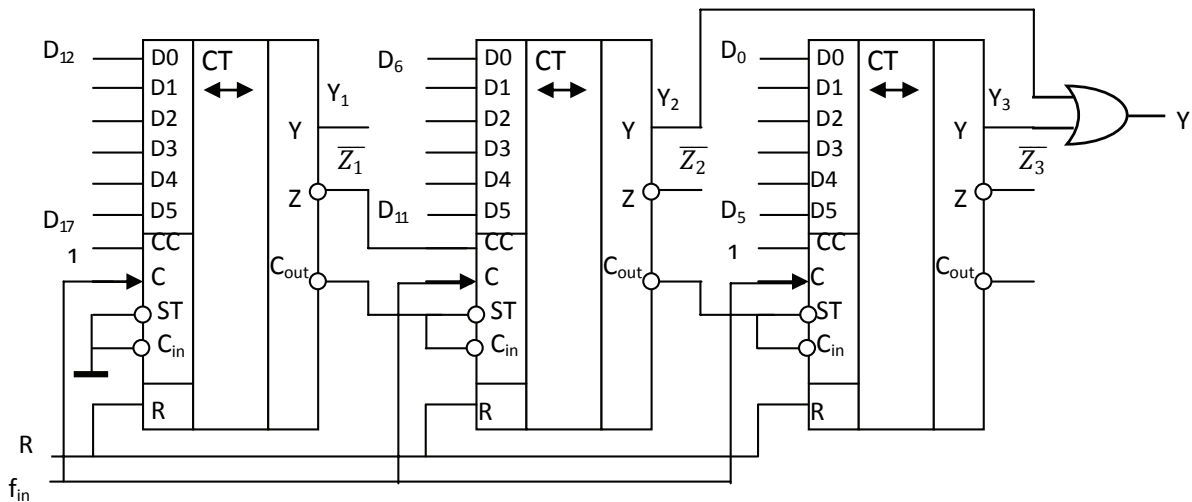 D12 D0 CT Y1 Y Z1 Z
D1
D2
D3
D4
D17 D5
1 CC
C Cout
ST
Cin
R
D6 D0 CT Y2 Y Z2 Z
D1
D2
D3
D4
D11 D5
CC
C Cout
ST
Cin
R
D0 D0 CT Y3 Y Z3 Z
D1
D2
D3
D4
D5 D5
1 CC
C Cout
ST
Cin
R
Y
R
fin